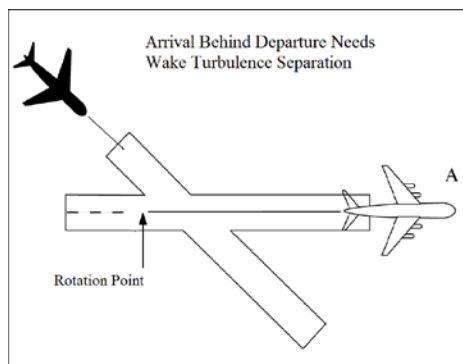 Arrival Behind Departure Needs
Wake Turbulence Separation
A
Rotation Point